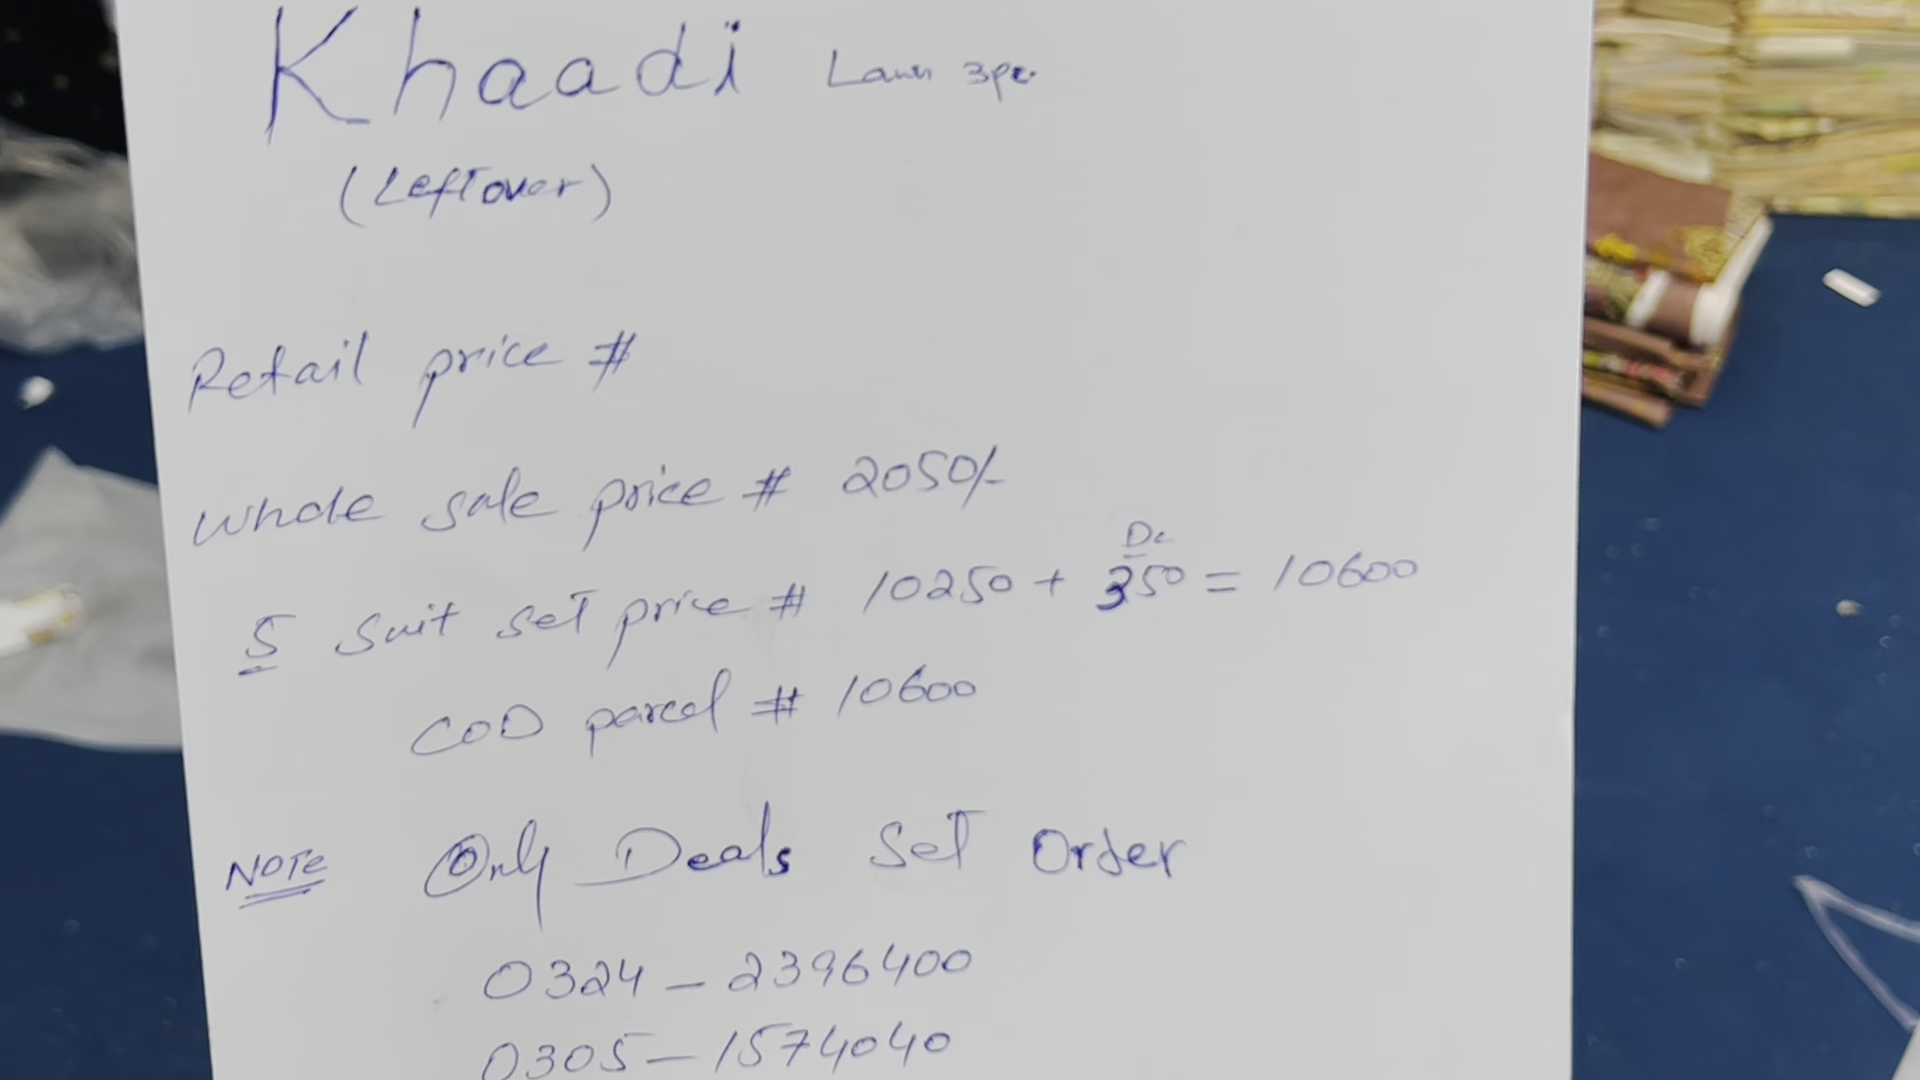 Khaadi Lawn 3pc.
(Leftover)
Retail price #
Whole sale price # 2050/-
Dc
5 Suit set price # 10250 + 350 = 10600
COD parcel # 10600
NOTE Only Deals Set Order
0324-2396400
0305-1574040